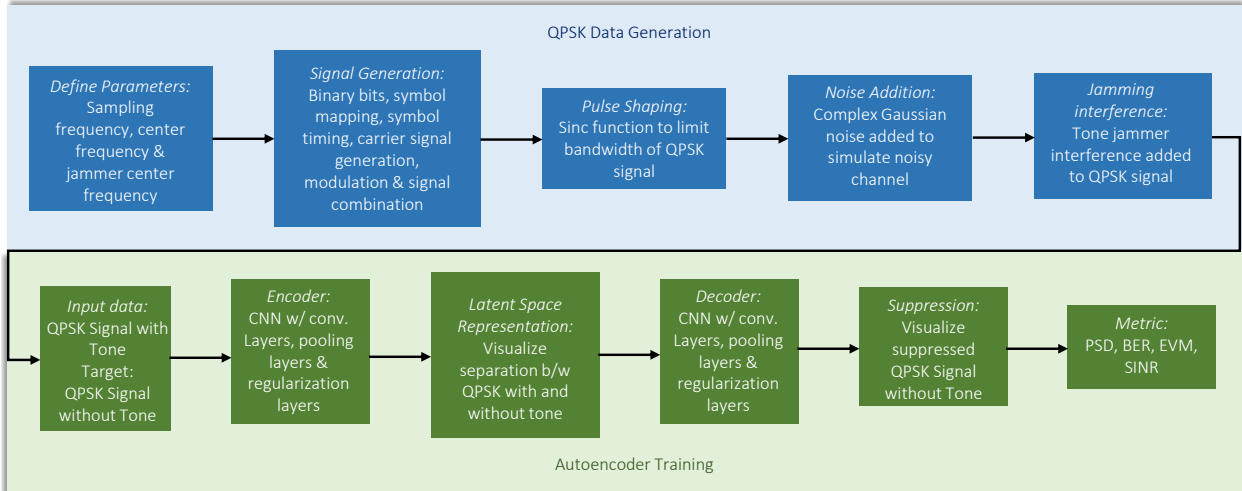 QPSK Data Generation
Define Parameters:
Sampling
frequency, center
frequency &
jammer center
frequency
Signal Generation:
Binary bits, symbol
mapping, symbol
timing, carrier signal
generation,
modulation & signal
combination
Pulse Shaping:
Sinc function to limit
bandwidth of QPSK
signal
Noise Addition:
Complex Gaussian
noise added to
simulate noisy
channel
Jamming
interference:
Tone jammer
interference added
to QPSK signal
Input data:
QPSK Signal with
Tone
Target:
QPSK Signal
without Tone
Encoder:
CNN w/ conv.
Layers, pooling
layers &
regularization
layers
Latent Space
Representation:
Visualize
separation b/w
QPSK with and
without tone
Decoder:
CNN w/ conv.
Layers, pooling
layers &
regularization
layers
Suppression:
Visualize
suppressed
QPSK Signal
without Tone
Metric:
PSD, BER, EVM,
SINR
Autoencoder Training